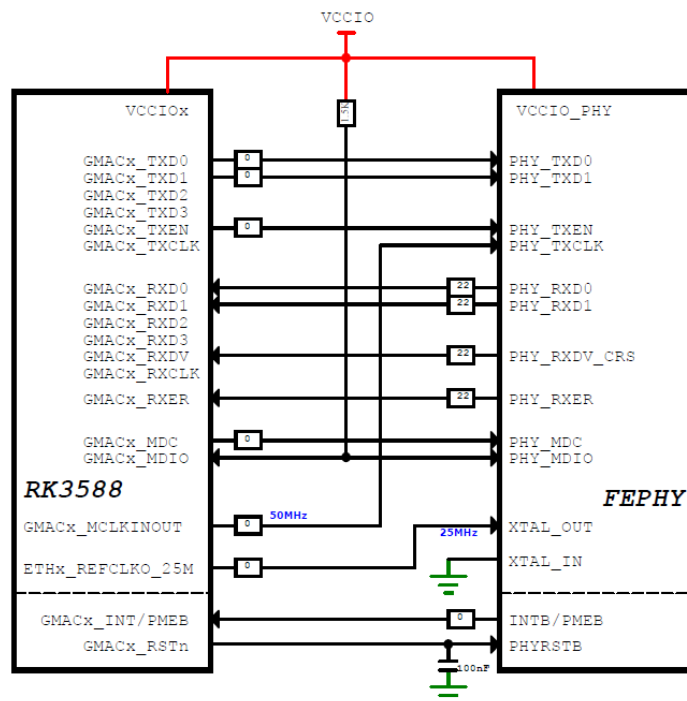 VCCIO
VCCIOx
VCCIO_PHY
1.5K
GMACx_TXD0 0 PHY_TXD0
GMACx_TXD1 0 PHY_TXD1
GMACx_TXD2
GMACx_TXD3
GMACx_TXEN 0 PHY_TXEN
GMACx_TXCLK PHY_TXCLK
GMACx_RXD0 22 PHY_RXD0
GMACx_RXD1 22 PHY_RXD1
GMACx_RXD2
GMACx_RXD3
GMACx_RXDV 22 PHY_RXDV_CRS
GMACx_RXCLK
GMACx_RXER 22 PHY_RXER
GMACx_MDC 0 PHY_MDC
GMACx_MDIO PHY_MDIO
RK3588 FEPHY
GMACx_MCLKINOUT 0 50MHz 25MHz XTAL_OUT
ETHx_REFCLKO_25M 0 XTAL_IN
GMACx_INT/PMEB 0 INTB/PMEB
GMACx_RSTn PHYRSTB
100nF